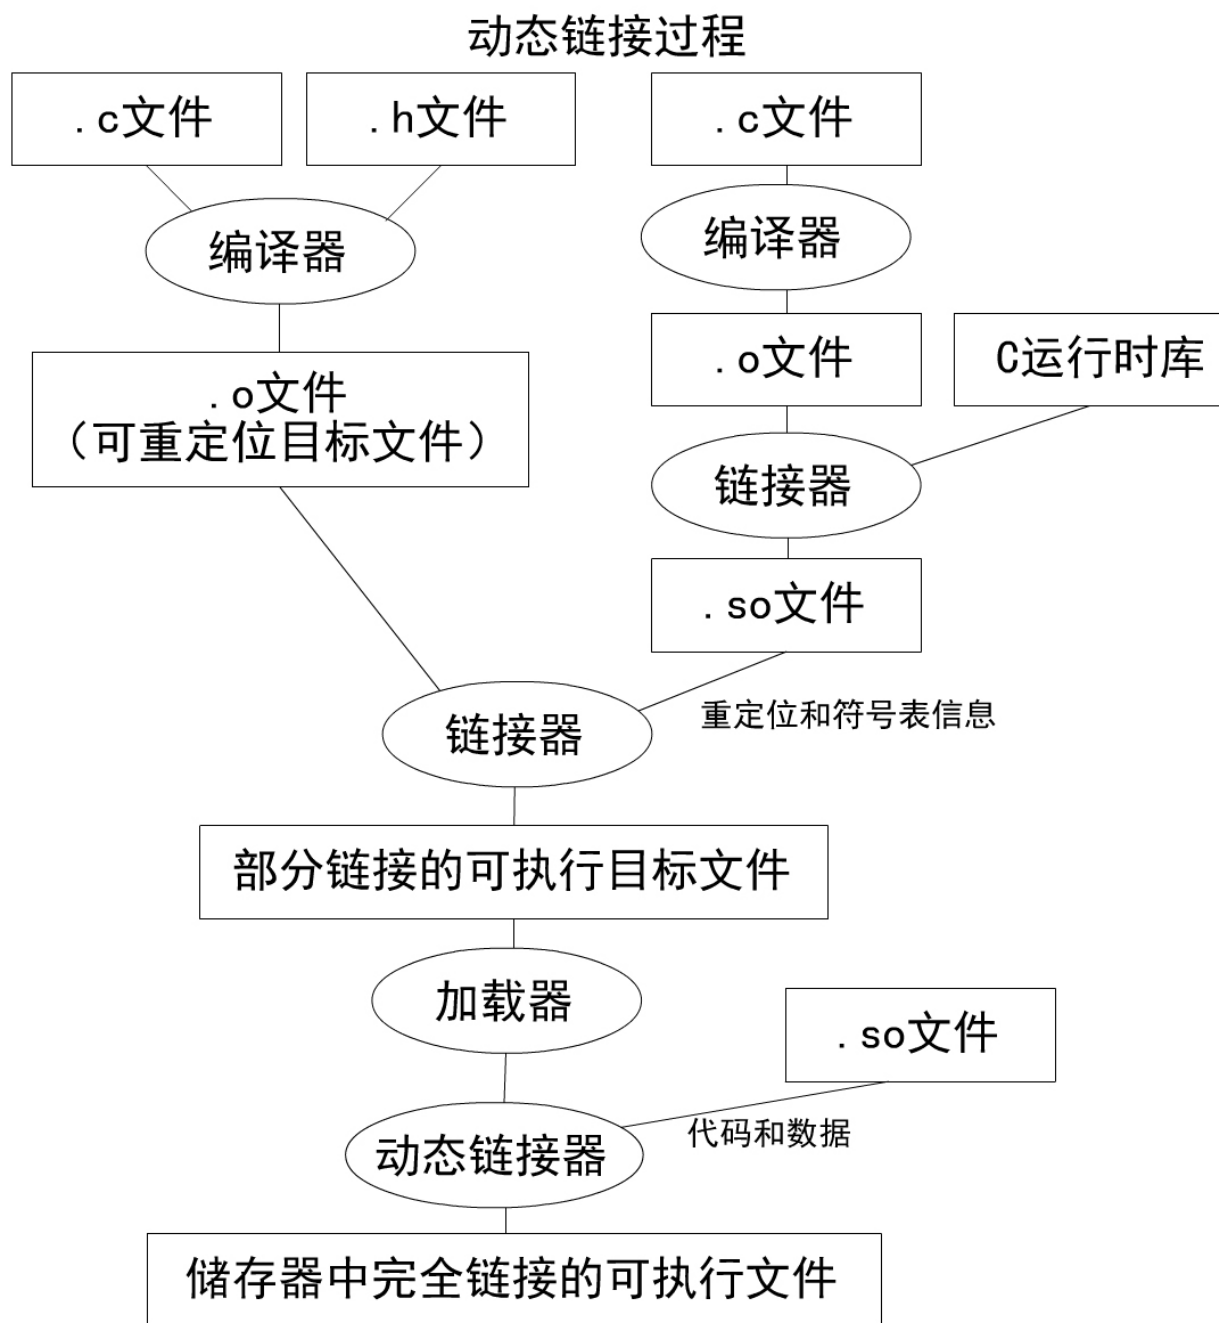 动态链接过程
.c文件
.h文件
.c文件
编译器
编译器
.o文件
（可重定位目标文件）
.o文件
C运行时库
链接器
.so文件
重定位和符号表信息
链接器
部分链接的可执行目标文件
加载器
.so文件
代码和数据
动态链接器
储存器中完全链接的可执行文件